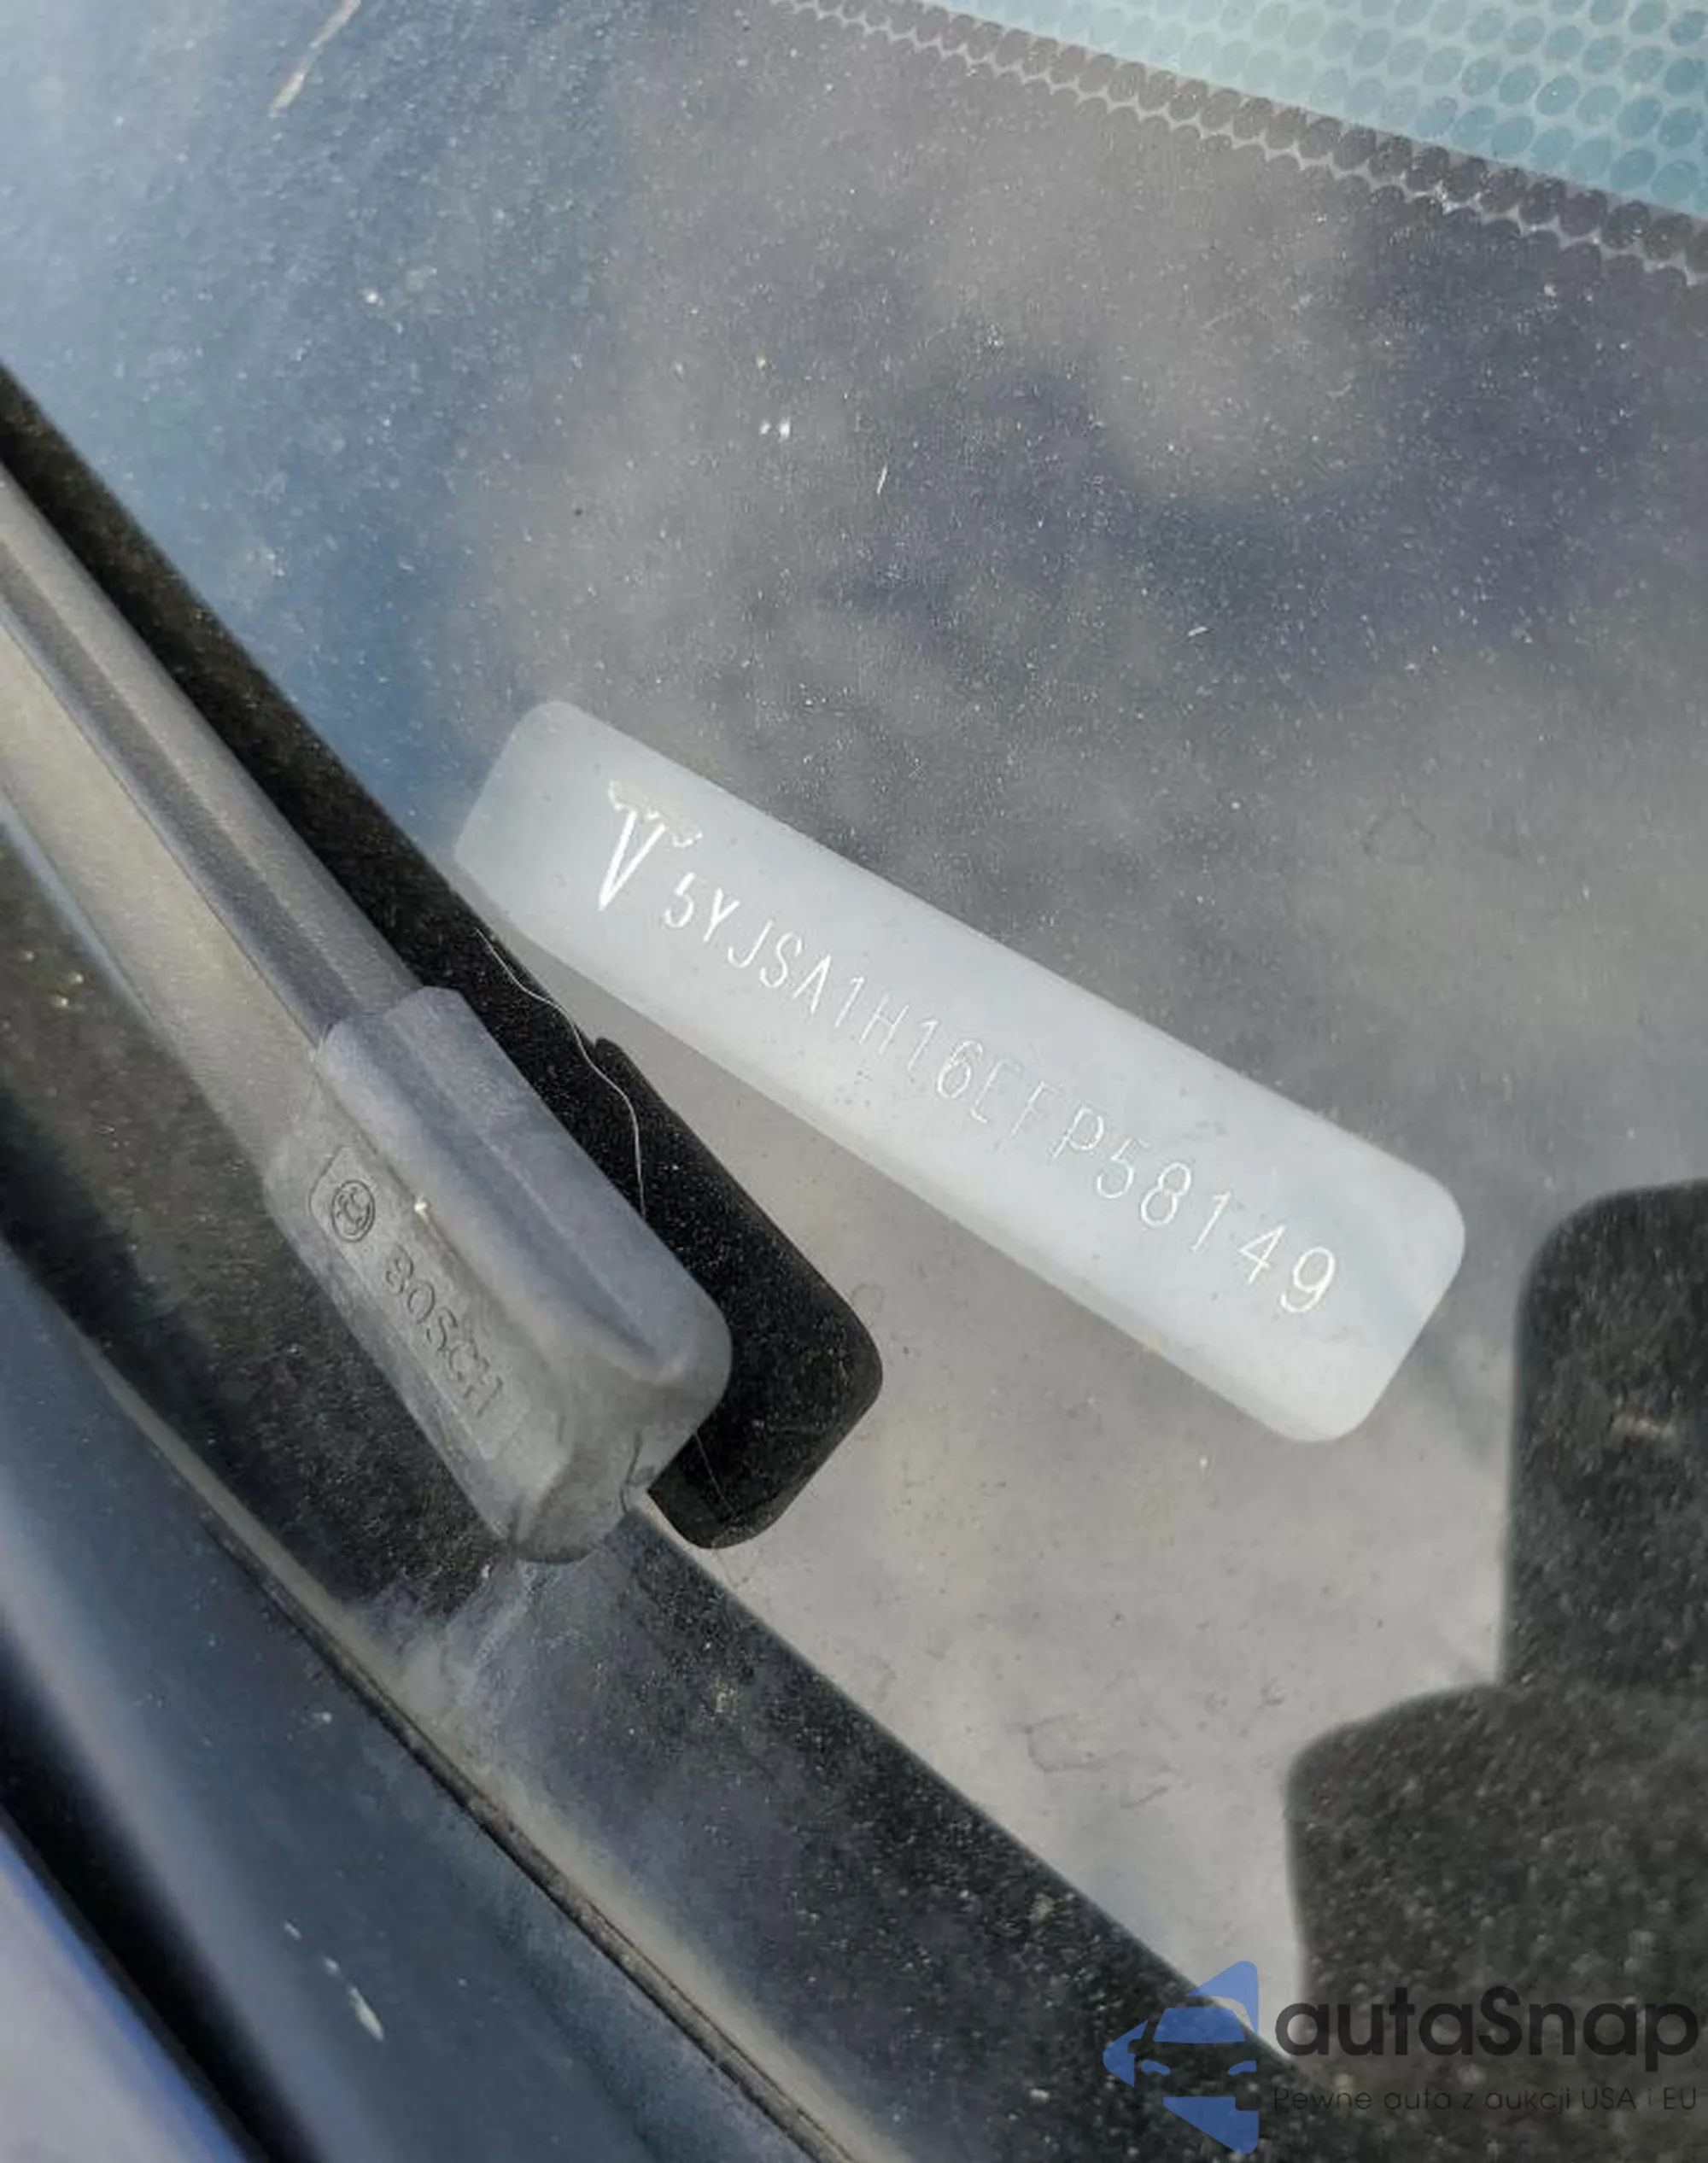 5YJSA1H16EFP58149
BOSCH
autaSnap
Pewne auta z aukcji USA i EU